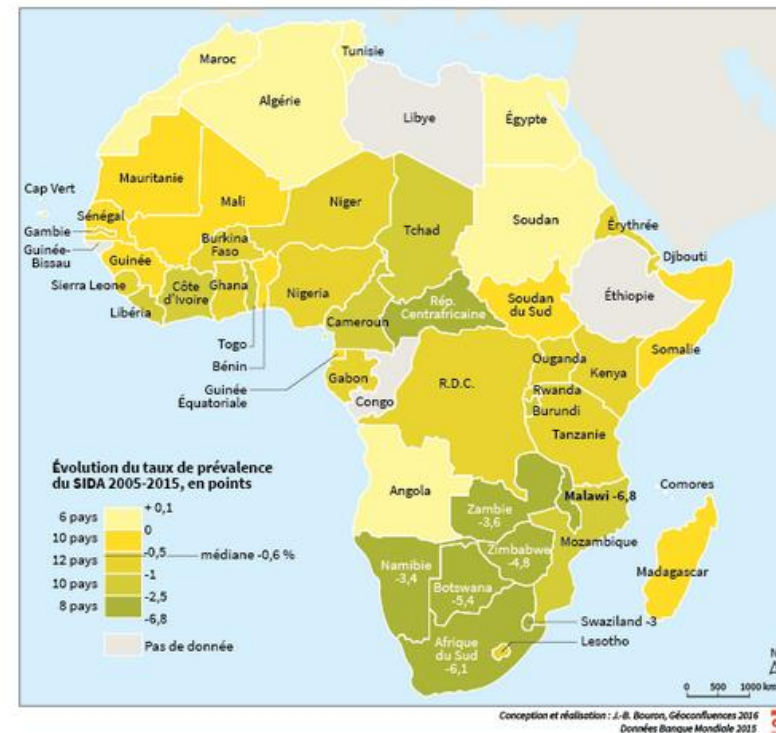 Maroc
Tunisie
Algérie
Libye
Égypte
Cap Vert
Mauritanie
Mali
Niger
Tchad
Soudan
Érythrée
Sénégal
Gambie
Guinée-
Bissau
Guinée
Sierra Leone
Libéria
Côte
d'Ivoire
Burkina
Faso
Ghana
Togo
Bénin
Nigeria
Cameroun
Rép.
Centrafricaine
Soudan
du Sud
Éthiopie
Djibouti
Somalie
Guinée
Équatoriale
Gabon
Congo
R.D.C.
Ouganda
Kenya
Rwanda
Burundi
Tanzanie
Angola
Zambie
-3,6
Malawi -6,8
Comores
Mozambique
Zimbabwe
-4,8
Namibie
-3,4
Botswana
-5,4
Madagascar
Swaziland -3
Lesotho
Afrique
du Sud
-6,1
Évolution du taux de prévalence
du SIDA 2005-2015, en points
+ 0,1
6 pays
0
10 pays
-0,5
12 pays
médiane -0,6 %
-1
10 pays
-2,5
8 pays
-6,8
Pas de donnée
N
0 500 1000 km
Conception et réalisation : J.-B. Bouron, Géoconfluences 2016
Données Banque Mondiale 2015